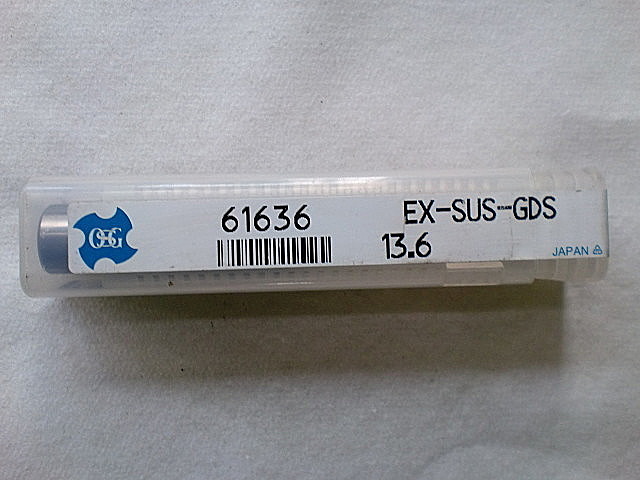 OSG
61636
EX-SUS-GDS
13.6
JAPAN